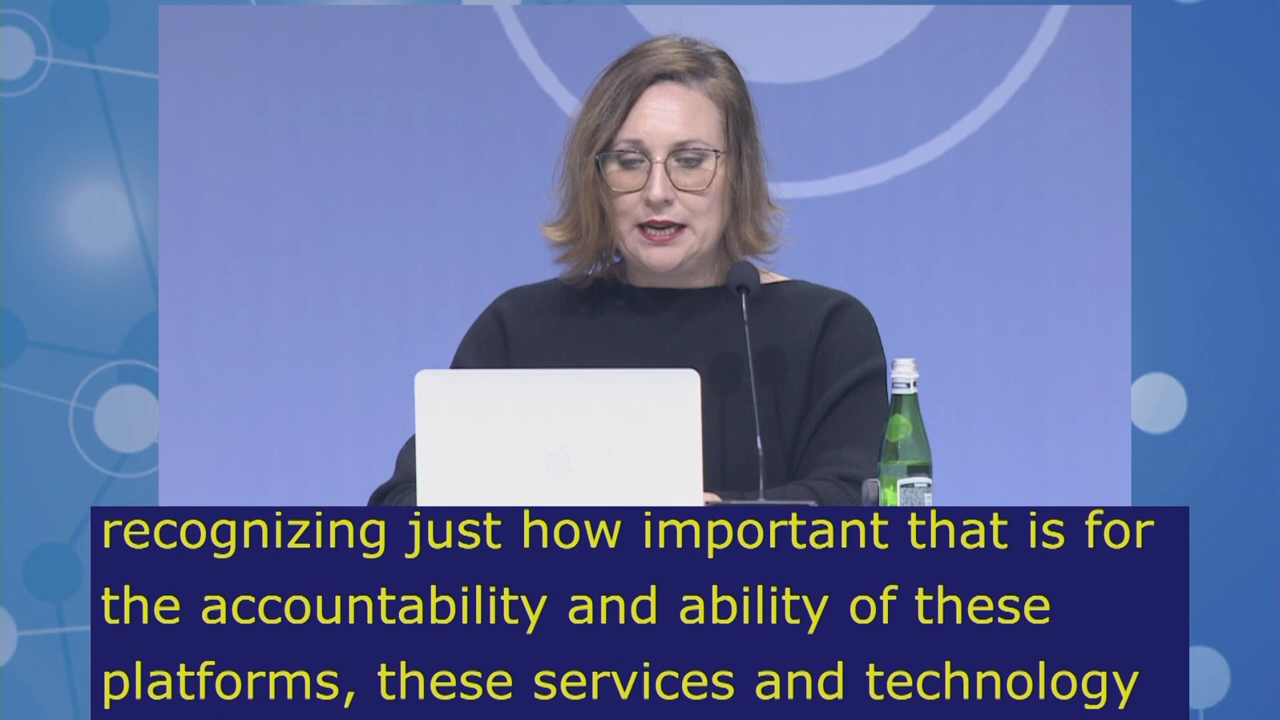 recognizing just how important that is for
the accountability and ability of these
platforms, these services and technology